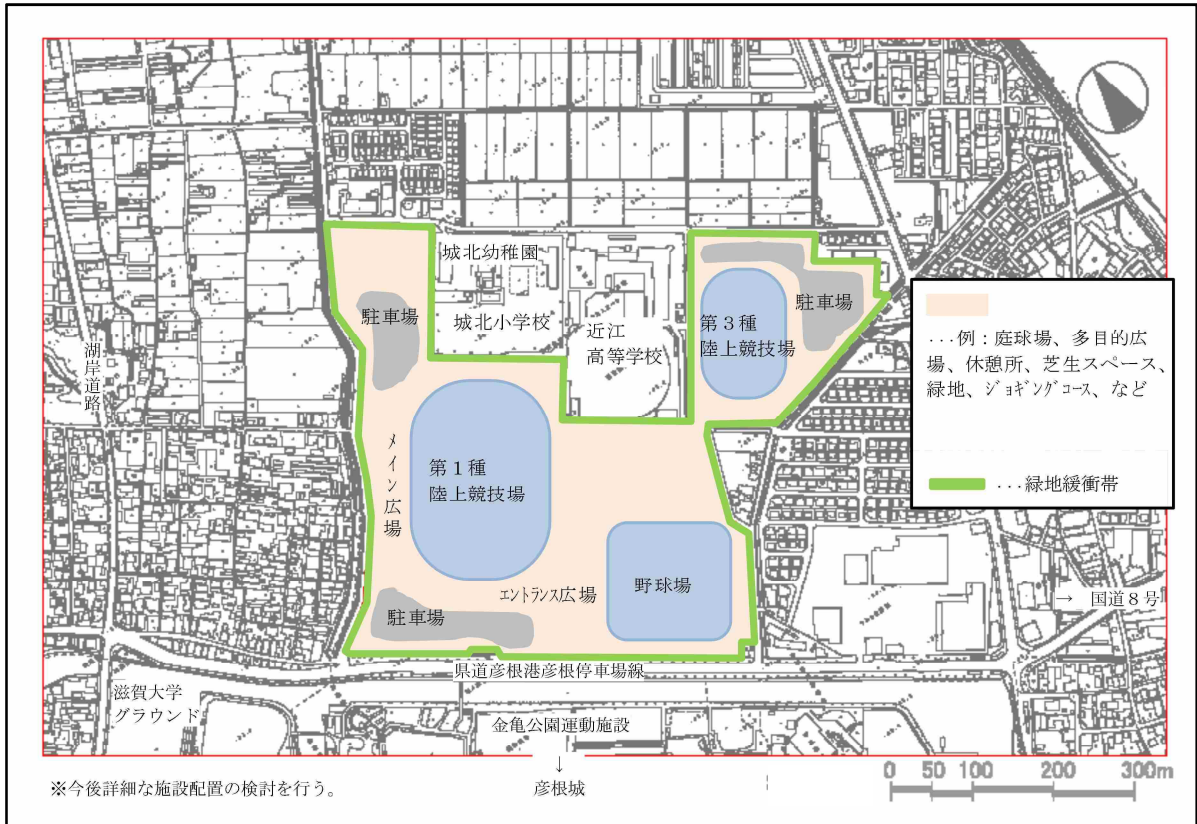 城北幼稚園
城北小学校
近江
高等学校
駐車場
第３種
陸上競技場
駐車場
湖岸道路
メイン広場
第１種
陸上競技場
駐車場
エントランス広場
野球場
...例：庭球場、多目的広
場、休憩所、芝生スペース、
緑地、ジョギングコース、など
...緑地緩衝帯
→ 国道８号
県道彦根港彦根停車場線
滋賀大学
グラウンド
金亀公園運動施設
↓
彦根城
※今後詳細な施設配置の検討を行う。
0 50 100 200 300m